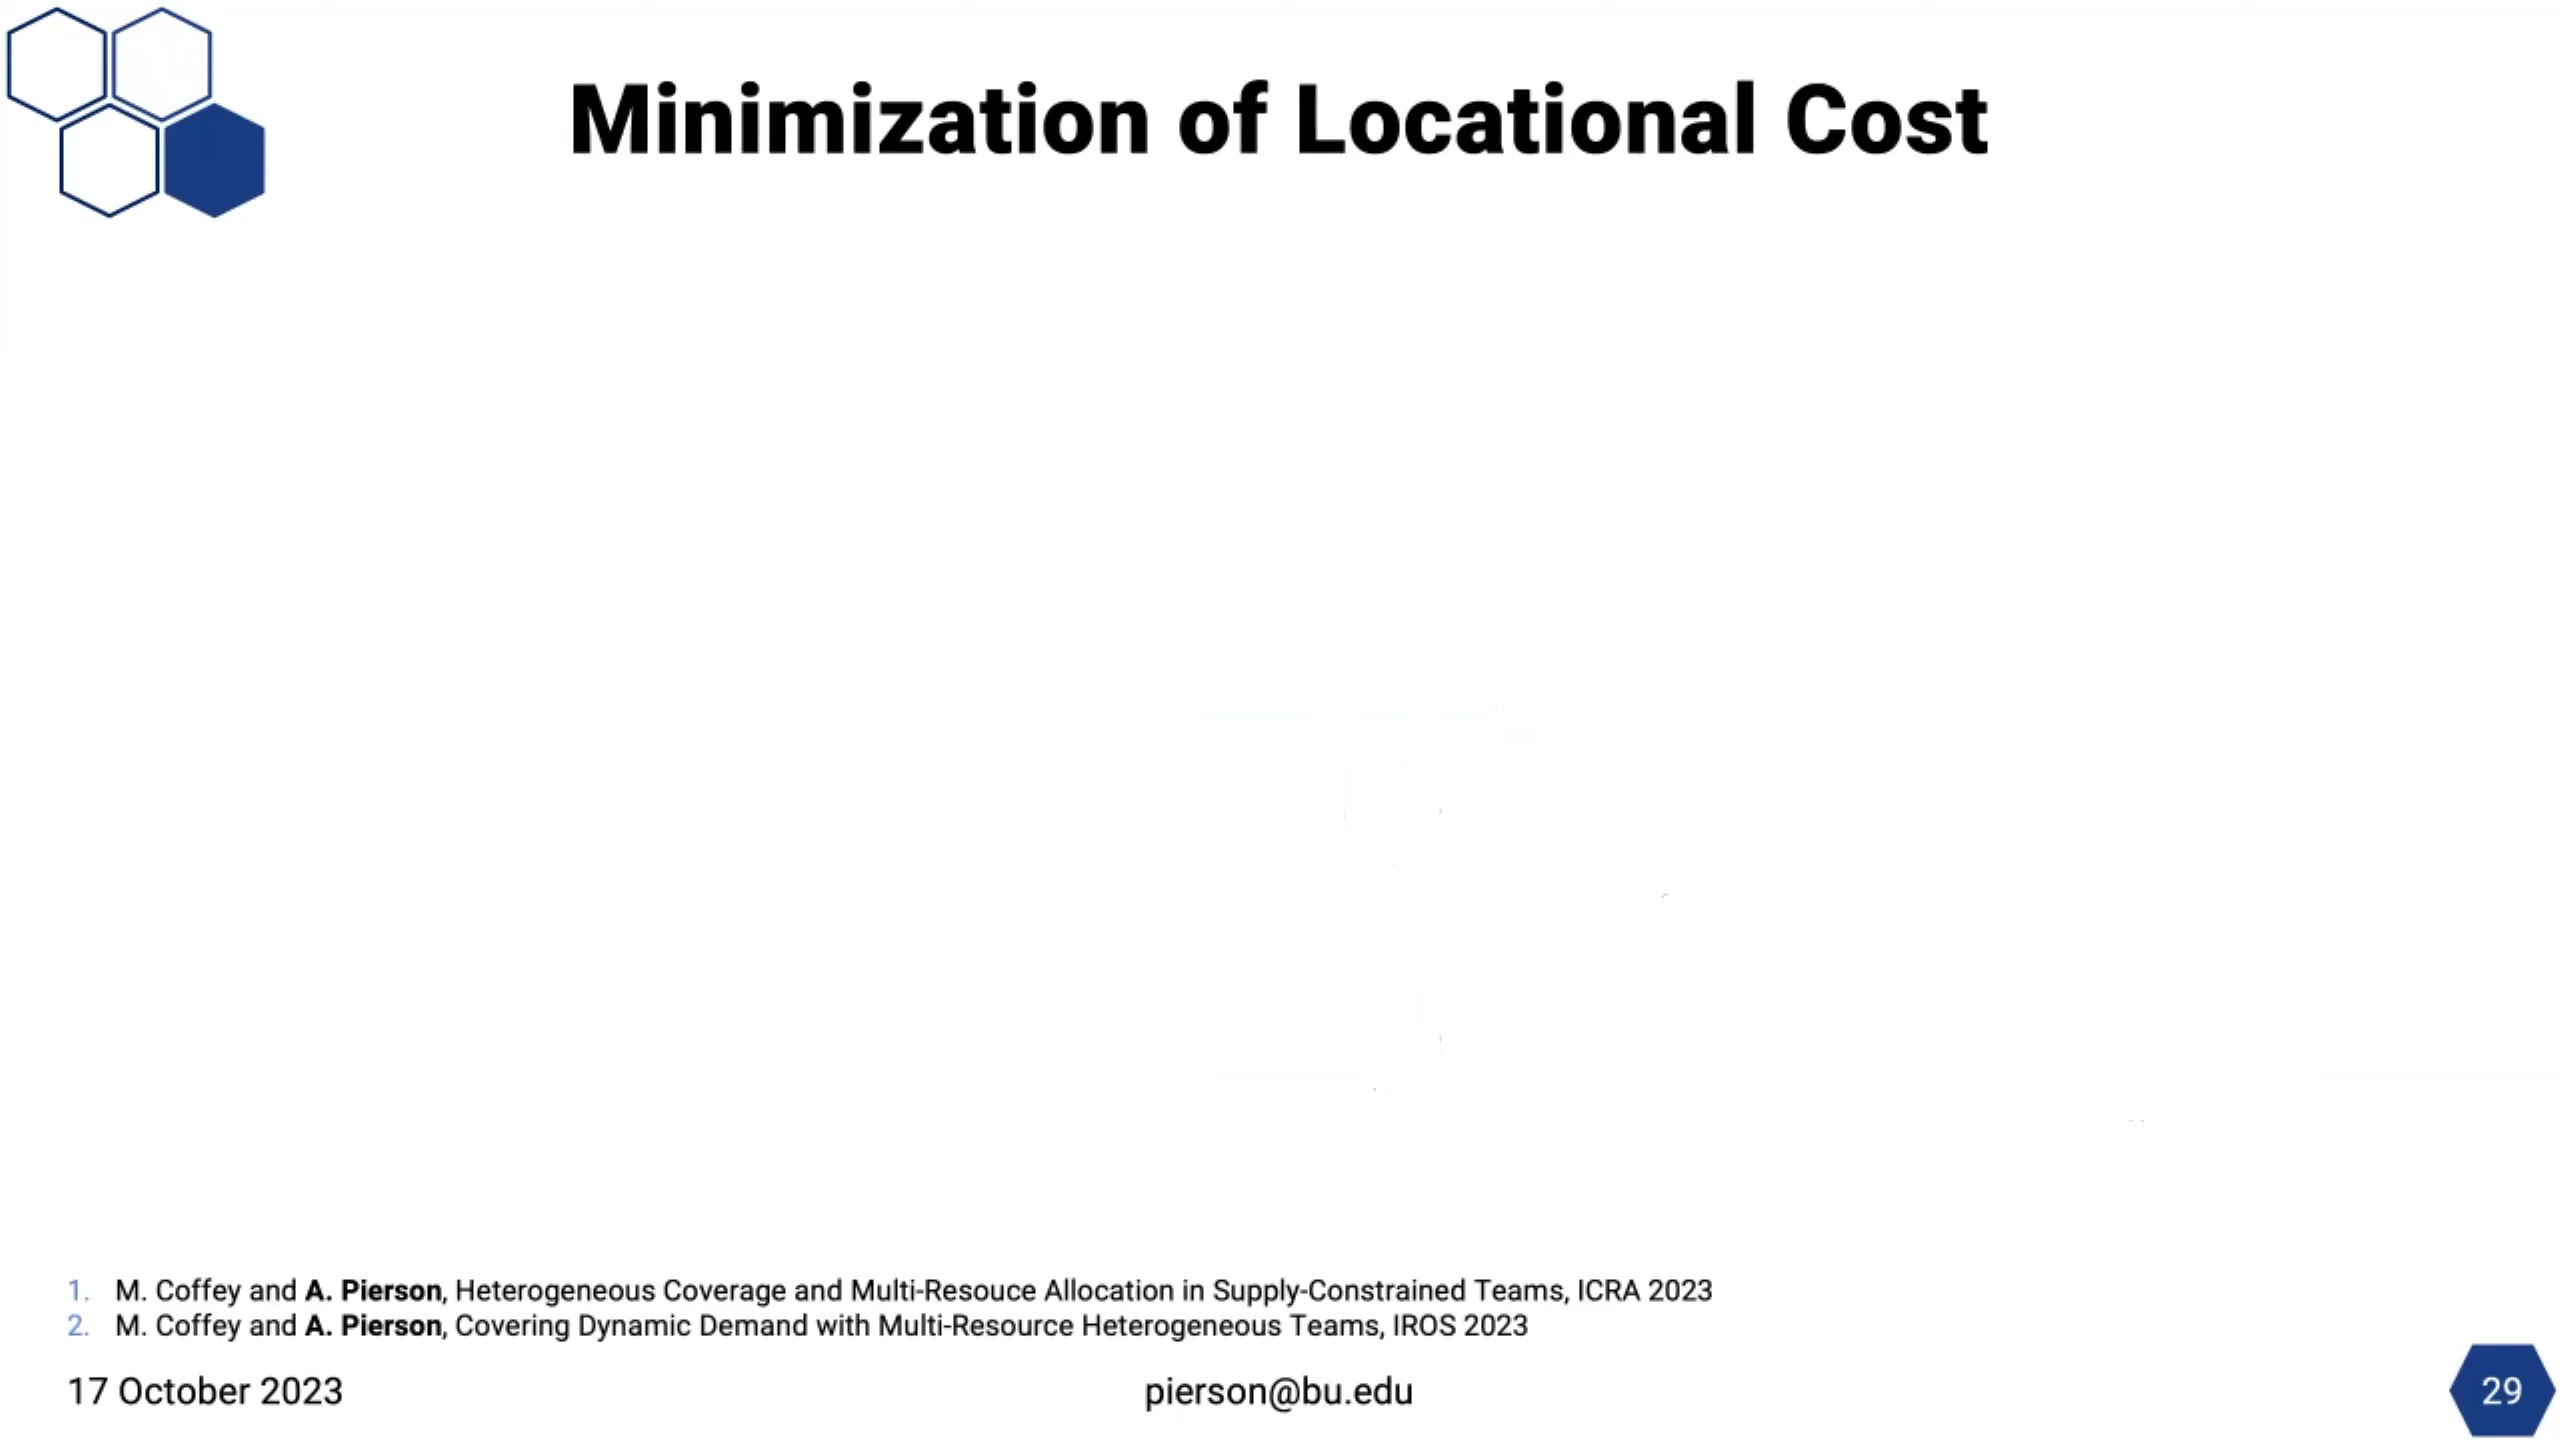 Minimization of Locational Cost
1. M. Coffey and A. Pierson, Heterogeneous Coverage and Multi-Resouce Allocation in Supply-Constrained Teams, ICRA 2023
2. M. Coffey and A. Pierson, Covering Dynamic Demand with Multi-Resource Heterogeneous Teams, IROS 2023
17 October 2023
pierson@bu.edu
29